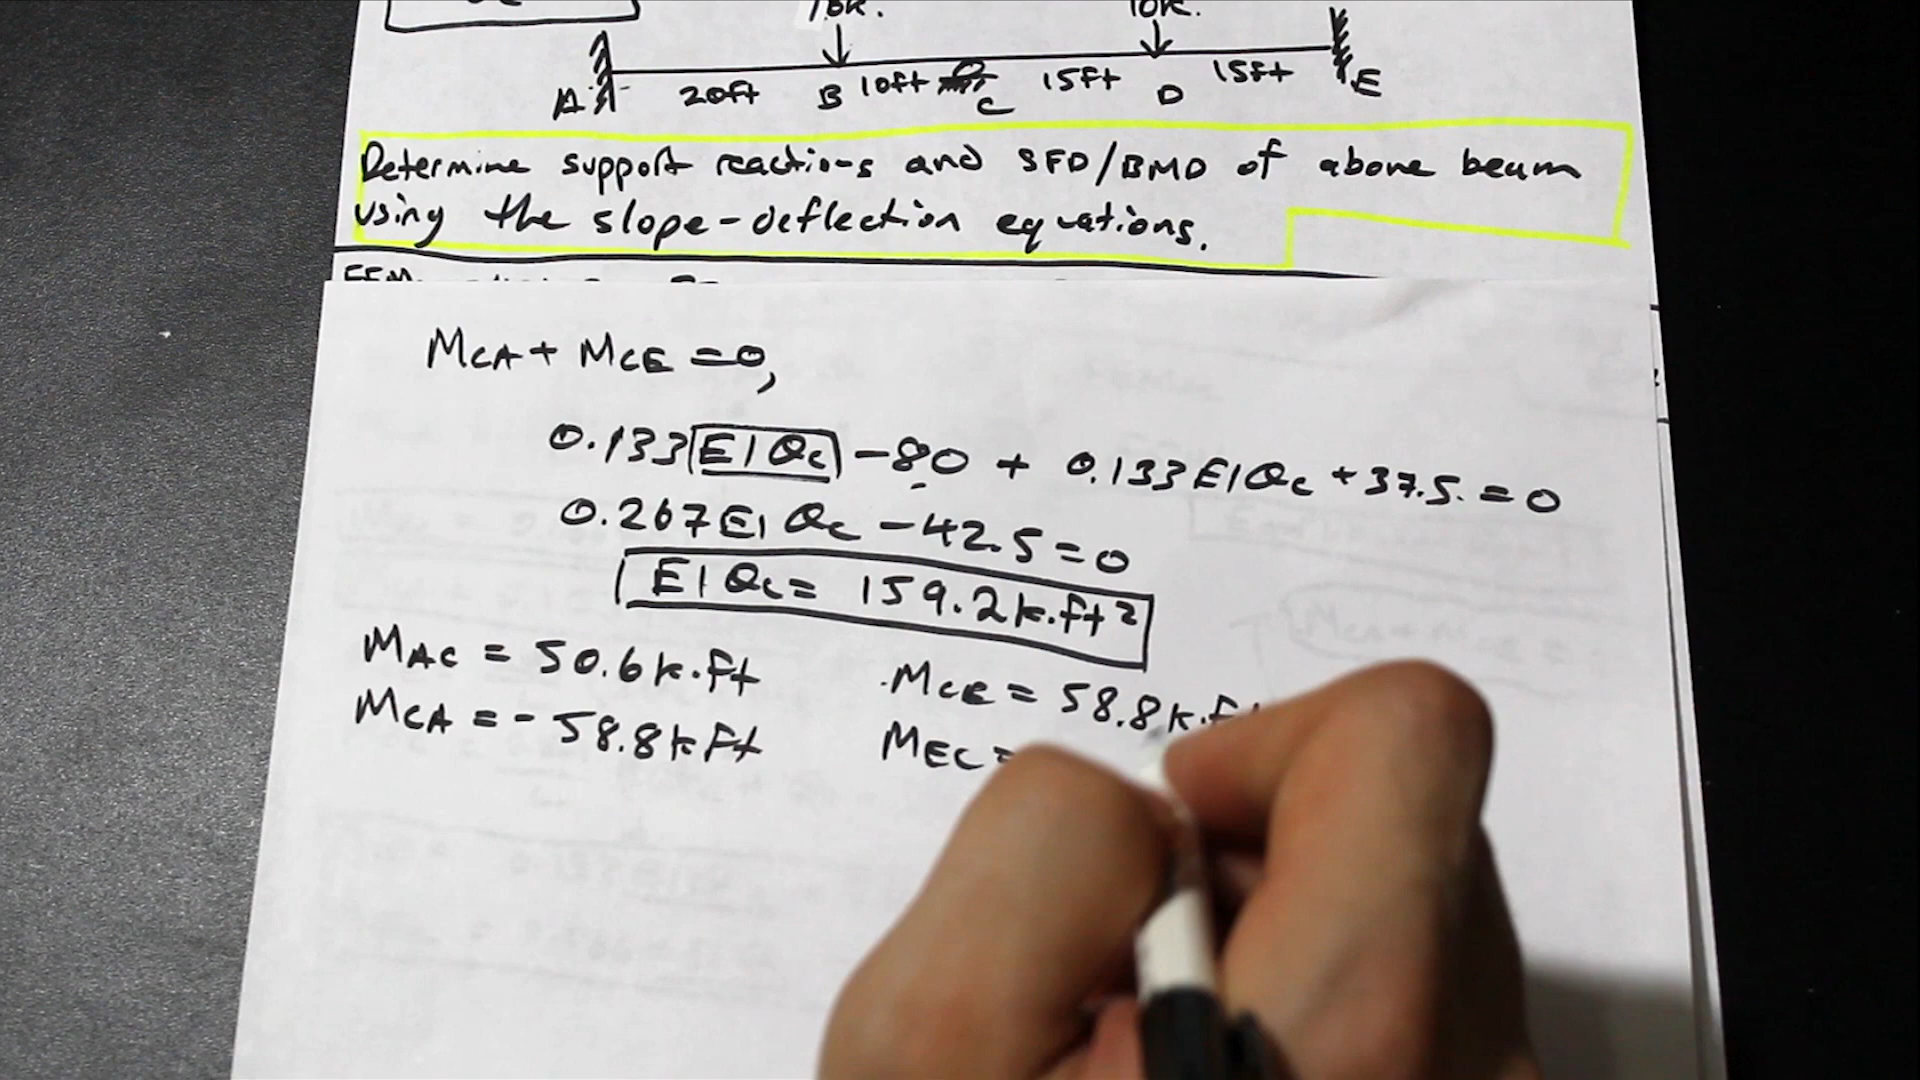 10k.
A 20ft B 10ft C 15ft D 15ft E
Determine support reactions and SFD/BMD of above beam
using the slope-deflection equations.
MCA + MCE = 0,
0.133 EIθc - 80 + 0.133 EIθc + 37.5. = 0
0.267 EIθc - 42.5 = 0
EIθc = 159.2 k.ft²
MAC = 50.6 k.ft
MCE = 58.8 k.ft
MCA = - 58.8 k ft
MEC =